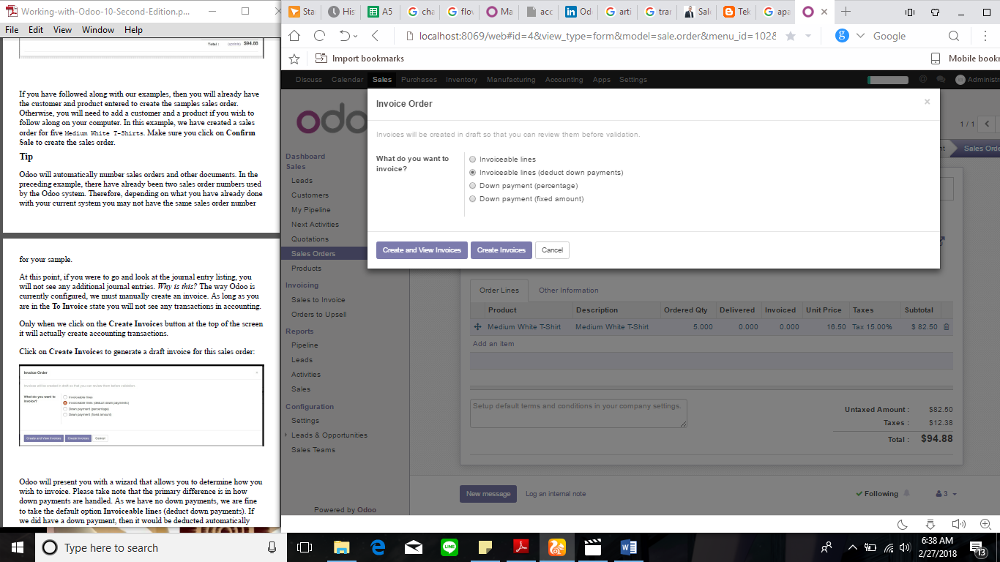 Working-with-Odoo-10-Second-Edition.p...
File Edit View Window Help
Total : $94.88
If you have followed along with our examples, then you will already have
the customer and product entered to create the samples sales order.
Otherwise, you will need to add a customer and a product if you wish to
follow along on your computer. In this example, we have created a sales
order for five Medium White T-Shirts. Make sure you click on Confirm
Sale to create the sales order.
Tip
Odoo will automatically number sales orders and other documents. In the
preceding example, there have already been two sales order numbers used
by the Odoo system. Therefore, depending on what you have already done
with your current system you may not have the same sales order number
for your sample.
At this point, if you were to go and look at the journal entry listing, you
will not see any additional journal entries. Why is this? The way Odoo is
currently configured, we must manually create an invoice. As long as you
are in the To Invoice state you will not see any transactions in accounting.
Only when we click on the Create Invoices button at the top of the screen
it will actually create accounting transactions.
Click on Create Invoices to generate a draft invoice for this sales order:
Invoice Order
Invoices will be created in draft so that you can review them before validation.
What do you want to
invoice?
Invoiceable lines
Invoiceable lines (deduct down payments)
Down payment (percentage)
Down payment (fixed amount)
Create and View Invoices Create Invoices Cancel
Odoo will present you with a wizard that allows you to determine how you
wish to invoice. Please take note that the primary difference is in how
down payments are handled. As we have no down payments, we are fine
to take the default option Invoiceable lines (deduct down payments). If
we did have a down payment, then it would be deducted automatically
Sta His A5 cha flo Ma acc Od arti tra Sal Tek apa
localhost:8069/web#id=4&view_type=form&model=sale.order&menu_id=1028
Google
Import bookmarks
Mobile bookr
Discuss Calendar Sales Purchases Inventory Manufacturing Accounting Apps Settings
Administr
odo
1 / 1
nt Sales Orde
Dashboard
Sales
Leads
Customers
My Pipeline
Next Activities
Quotations
Sales Orders
Products
Invoicing
Sales to Invoice
Orders to Upsell
Reports
Pipeline
Leads
Activities
Sales
Configuration
Settings
Leads & Opportunities
Sales Teams
Powered by Odoo
Invoice Order
Invoices will be created in draft so that you can review them before validation.
What do you want to
invoice?
Invoiceable lines
Invoiceable lines (deduct down payments)
Down payment (percentage)
Down payment (fixed amount)
Create and View Invoices Create Invoices Cancel
Order Lines Other Information
Product Description Ordered Qty Delivered Invoiced Unit Price Taxes Subtotal
Medium White T-Shirt Medium White T-Shirt 5.000 0.000 0.000 16.50 Tax 15.00% $ 82.50
Add an item
Setup default terms and conditions in your company settings.
Untaxed Amount : $82.50
Taxes : $12.38
Total : $94.88
New message Log an internal note
Following 3
Type here to search
LINE
6:38 AM
2/27/2018
13